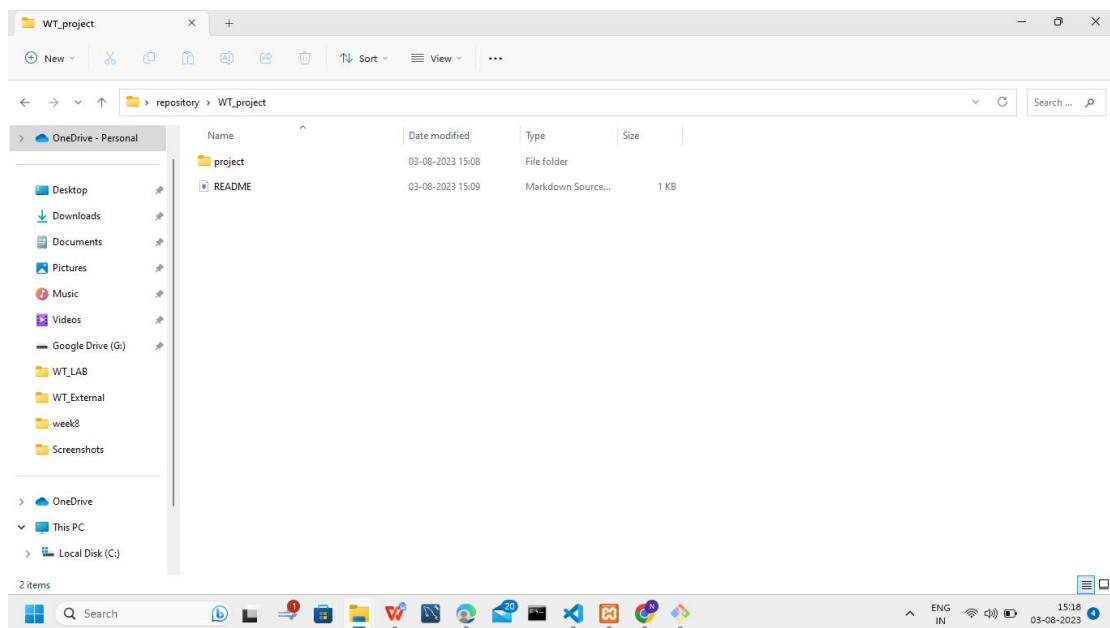 WT_project
New
Sort
View
repository > WT_project
Search ...
Name
Date modified
Type
Size
OneDrive - Personal
project
03-08-2023 15:08
File folder
README
03-08-2023 15:09
Markdown Source...
1 KB
Desktop
Downloads
Documents
Pictures
Music
Videos
Google Drive (G:)
WT_LAB
WT_External
week8
Screenshots
OneDrive
This PC
Local Disk (C:)
2 items
Search
1
20
N
ENG
IN
15:18
03-08-2023
4